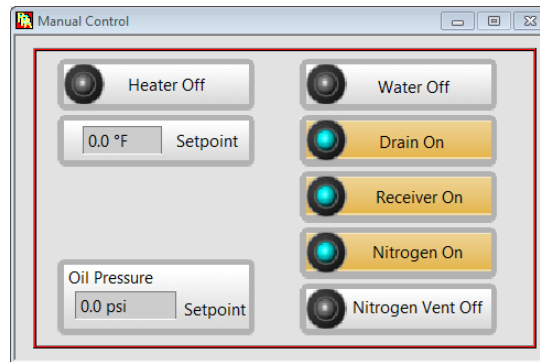 Manual Control
Heater Off
0.0 °F Setpoint
Oil Pressure
0.0 psi Setpoint
Water Off
Drain On
Receiver On
Nitrogen On
Nitrogen Vent Off